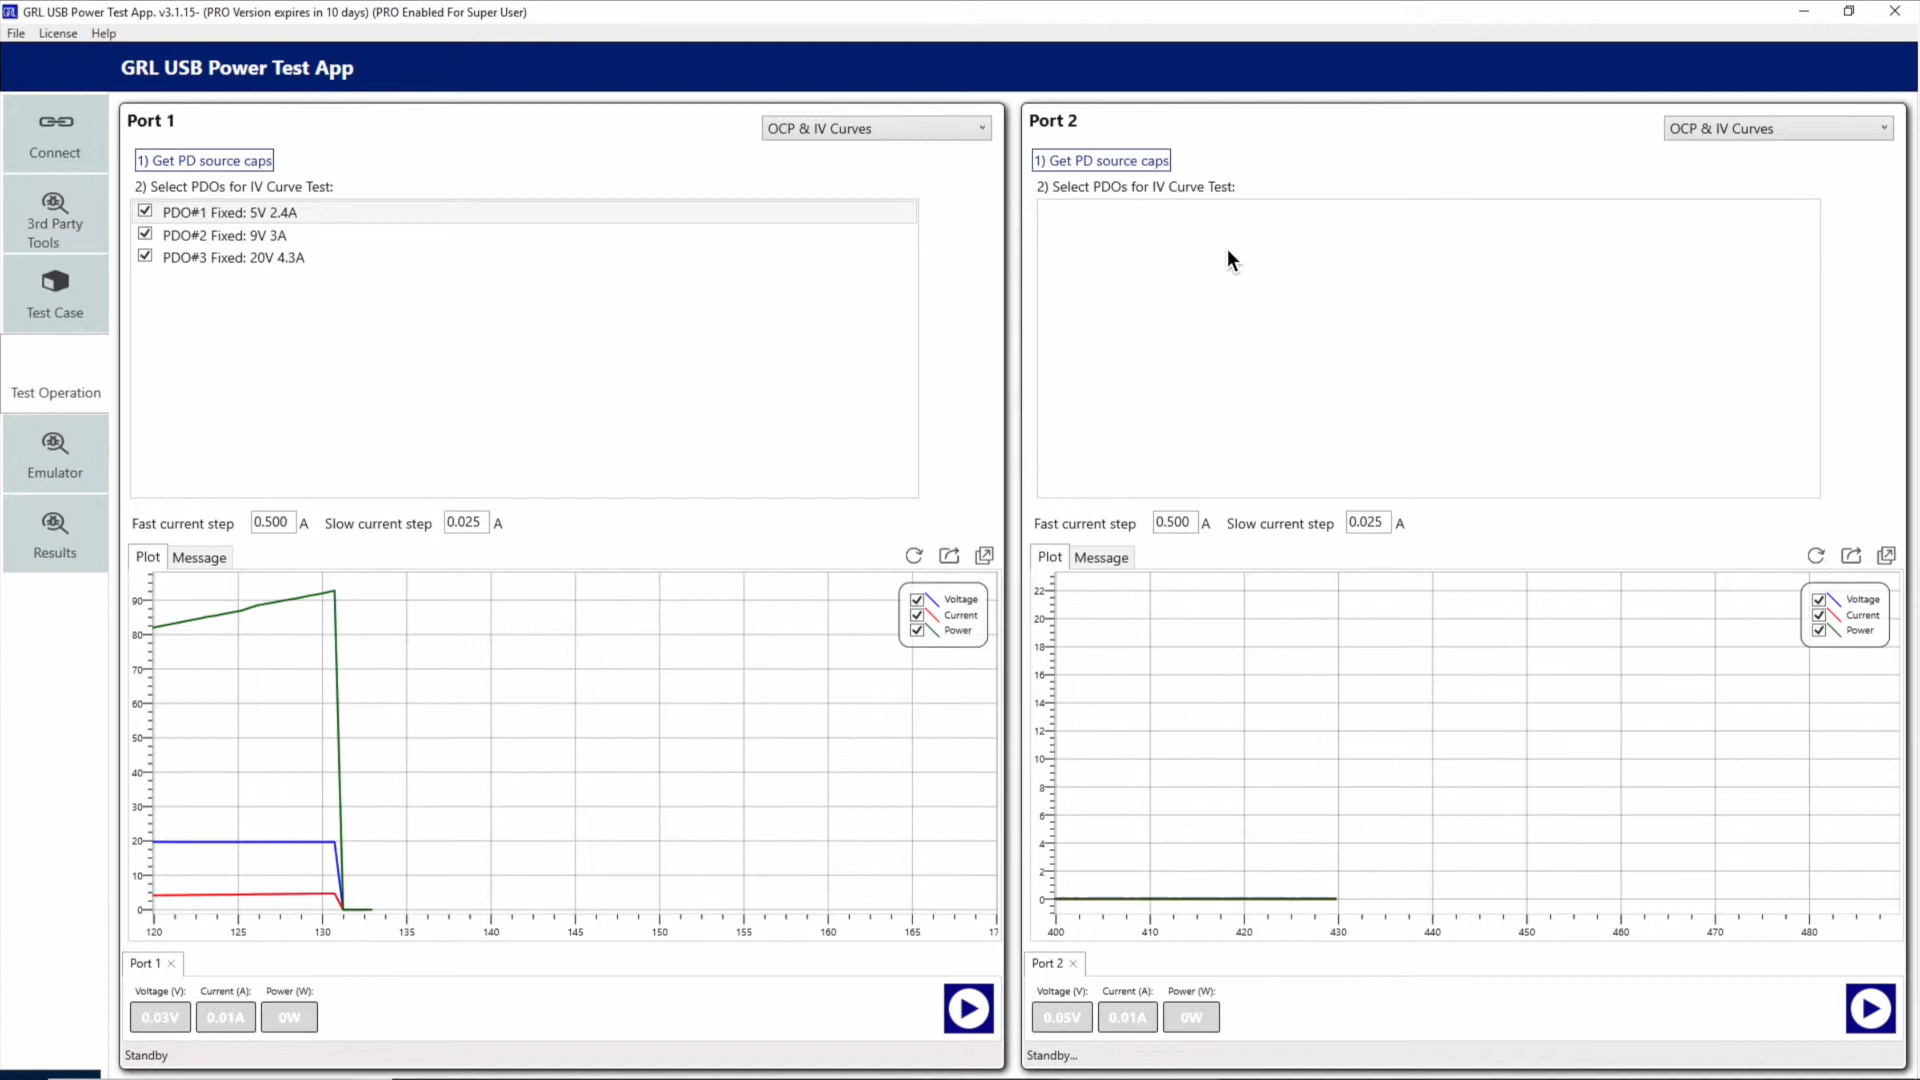 GRL USB Power Test App. v3.1.15- (PRO Version expires in 10 days) (PRO Enabled For Super User)
File License Help
GRL USB Power Test App
Connect
3rd Party
Tools
Test Case
Test Operation
Emulator
Results
Port 1
OCP & IV Curves
1) Get PD source caps
2) Select PDOs for IV Curve Test:
PDO#1 Fixed: 5V 2.4A
PDO#2 Fixed: 9V 3A
PDO#3 Fixed: 20V 4.3A
Fast current step 0.500 A Slow current step 0.025 A
Plot Message
Voltage
Current
Power
90
80
70
60
50
40
30
20
10
0
120 125 130 135 140 145 150 155 160 165 17
Port 1
Voltage (V): Current (A): Power (W):
0.03V 0.01A 0W
Standby
Port 2
OCP & IV Curves
1) Get PD source caps
2) Select PDOs for IV Curve Test:
Fast current step 0.500 A Slow current step 0.025 A
Plot Message
Voltage
Current
Power
22
20
18
16
14
12
10
8
6
4
2
0
400 410 420 430 440 450 460 470 480
Port 2
Voltage (V): Current (A): Power (W):
0.05V 0.01A 0W
Standby...